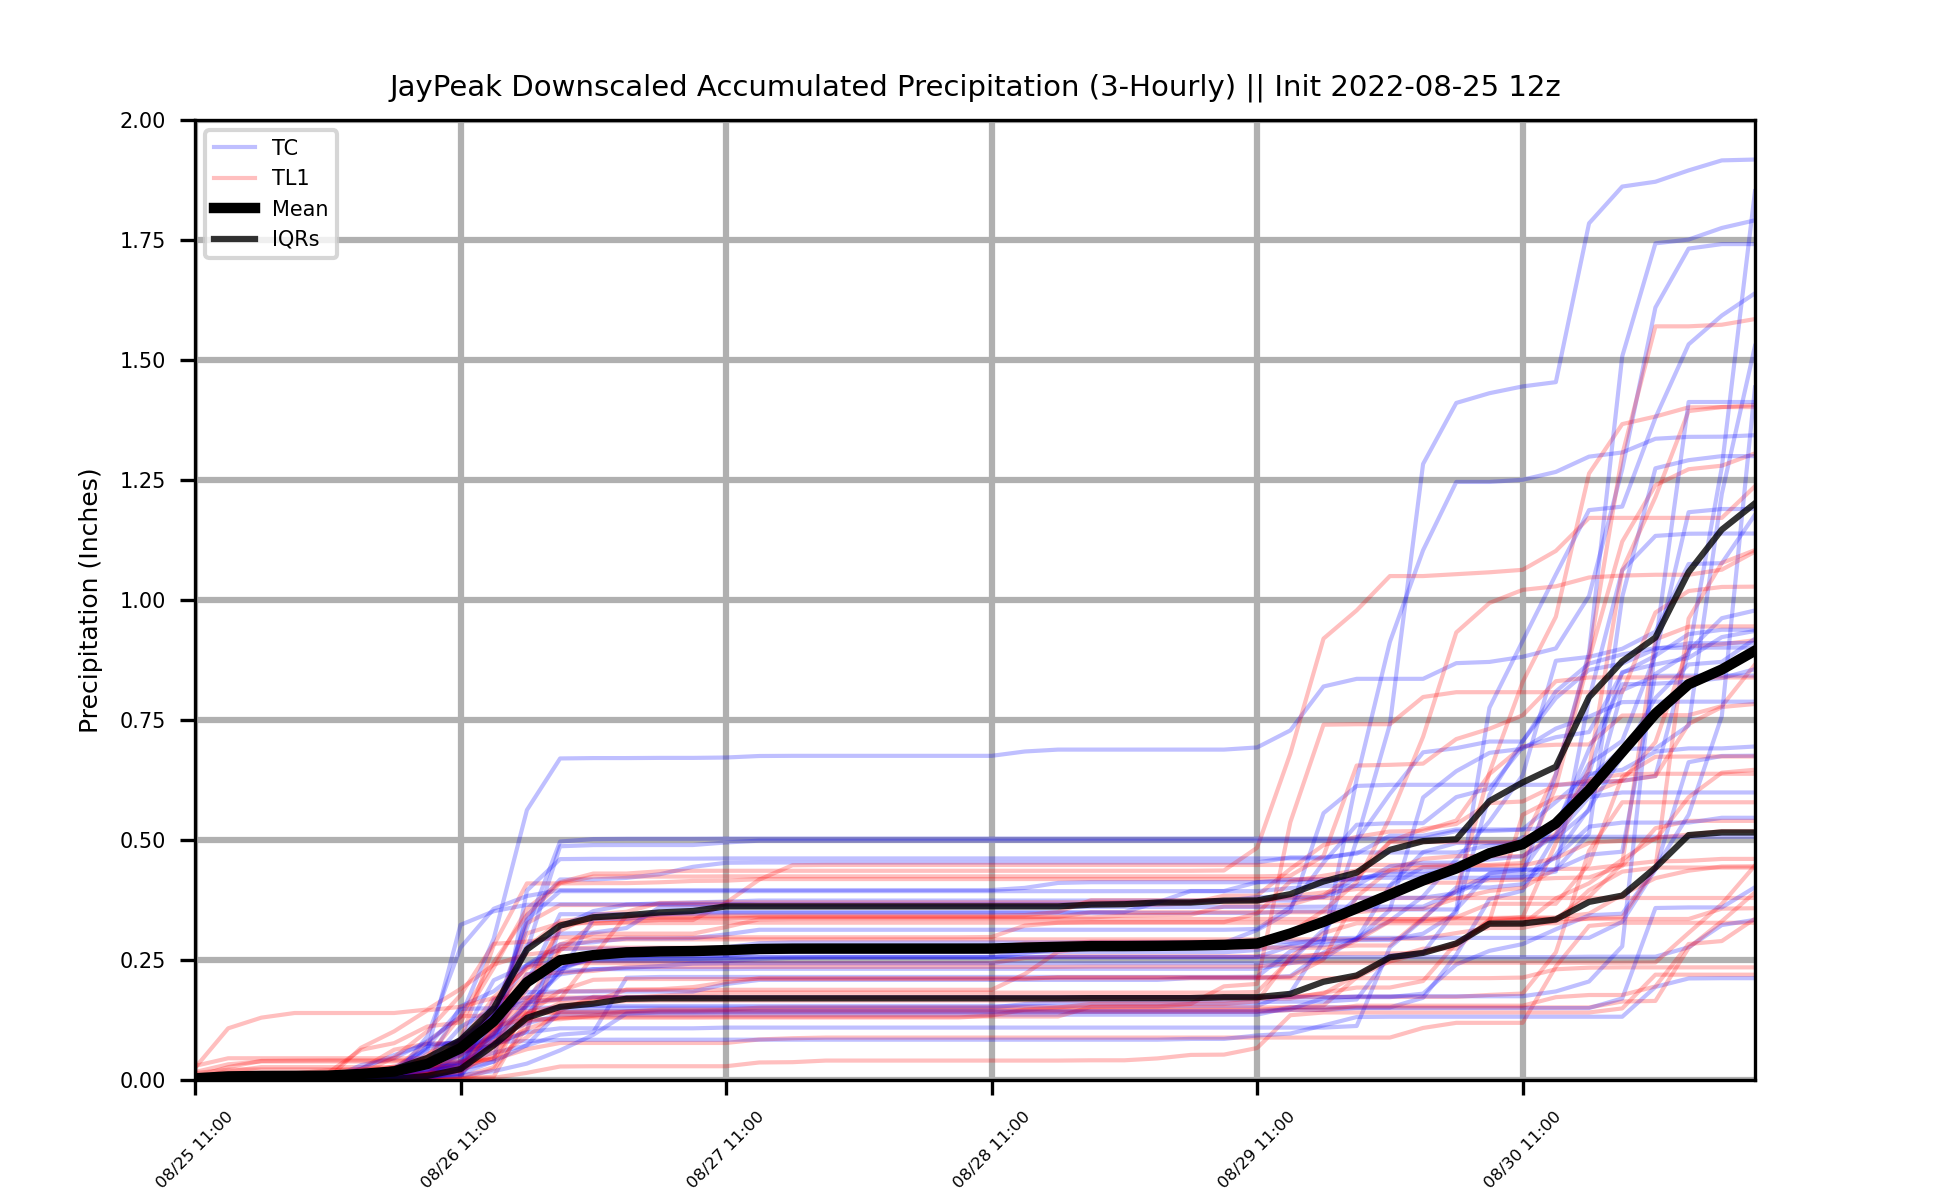 JayPeak Downscaled Accumulated Precipitation (3-Hourly) || Init 2022-08-25 12z
TC
TL1
Mean
IQRs
Precipitation (Inches)
2.00
1.75
1.50
1.25
1.00
0.75
0.50
0.25
0.00
08/25 11:00
08/26 11:00
08/27 11:00
08/28 11:00
08/29 11:00
08/30 11:00